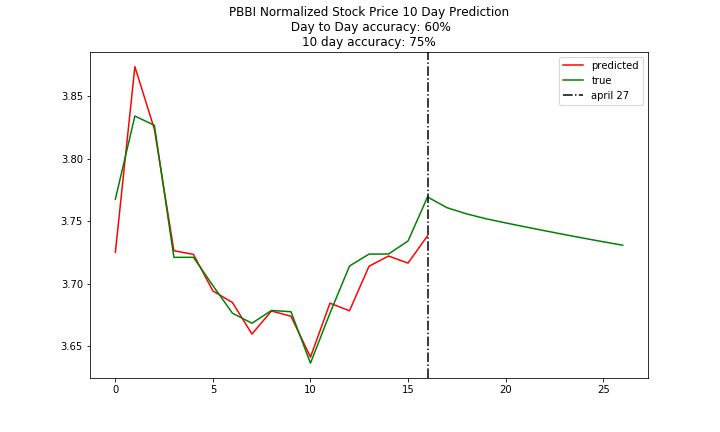 PBBI Normalized Stock Price 10 Day Prediction
Day to Day accuracy: 60%
10 day accuracy: 75%
predicted
true
april 27
3.85
3.80
3.75
3.70
3.65
0 5 10 15 20 25